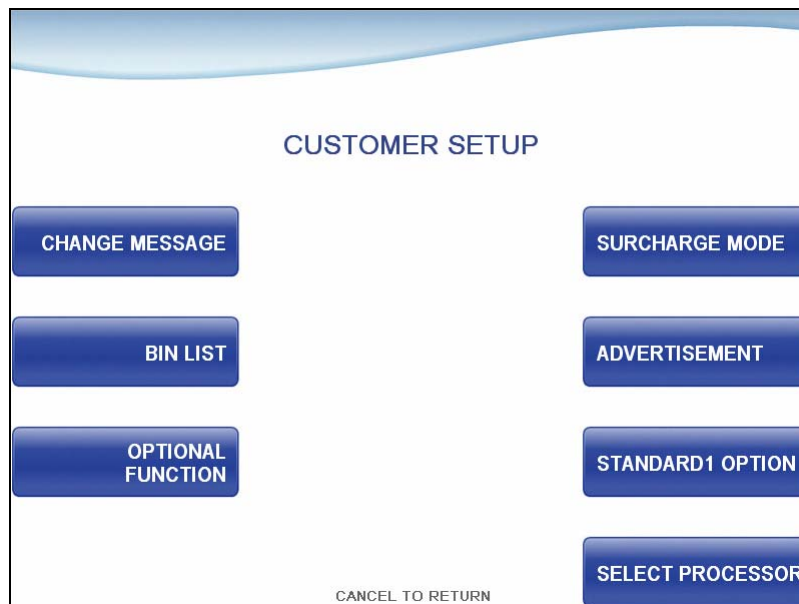 CUSTOMER SETUP
CHANGE MESSAGE
SURCHARGE MODE
BIN LIST
ADVERTISEMENT
OPTIONAL
FUNCTION
STANDARD1 OPTION
SELECT PROCESSOR
CANCEL TO RETURN